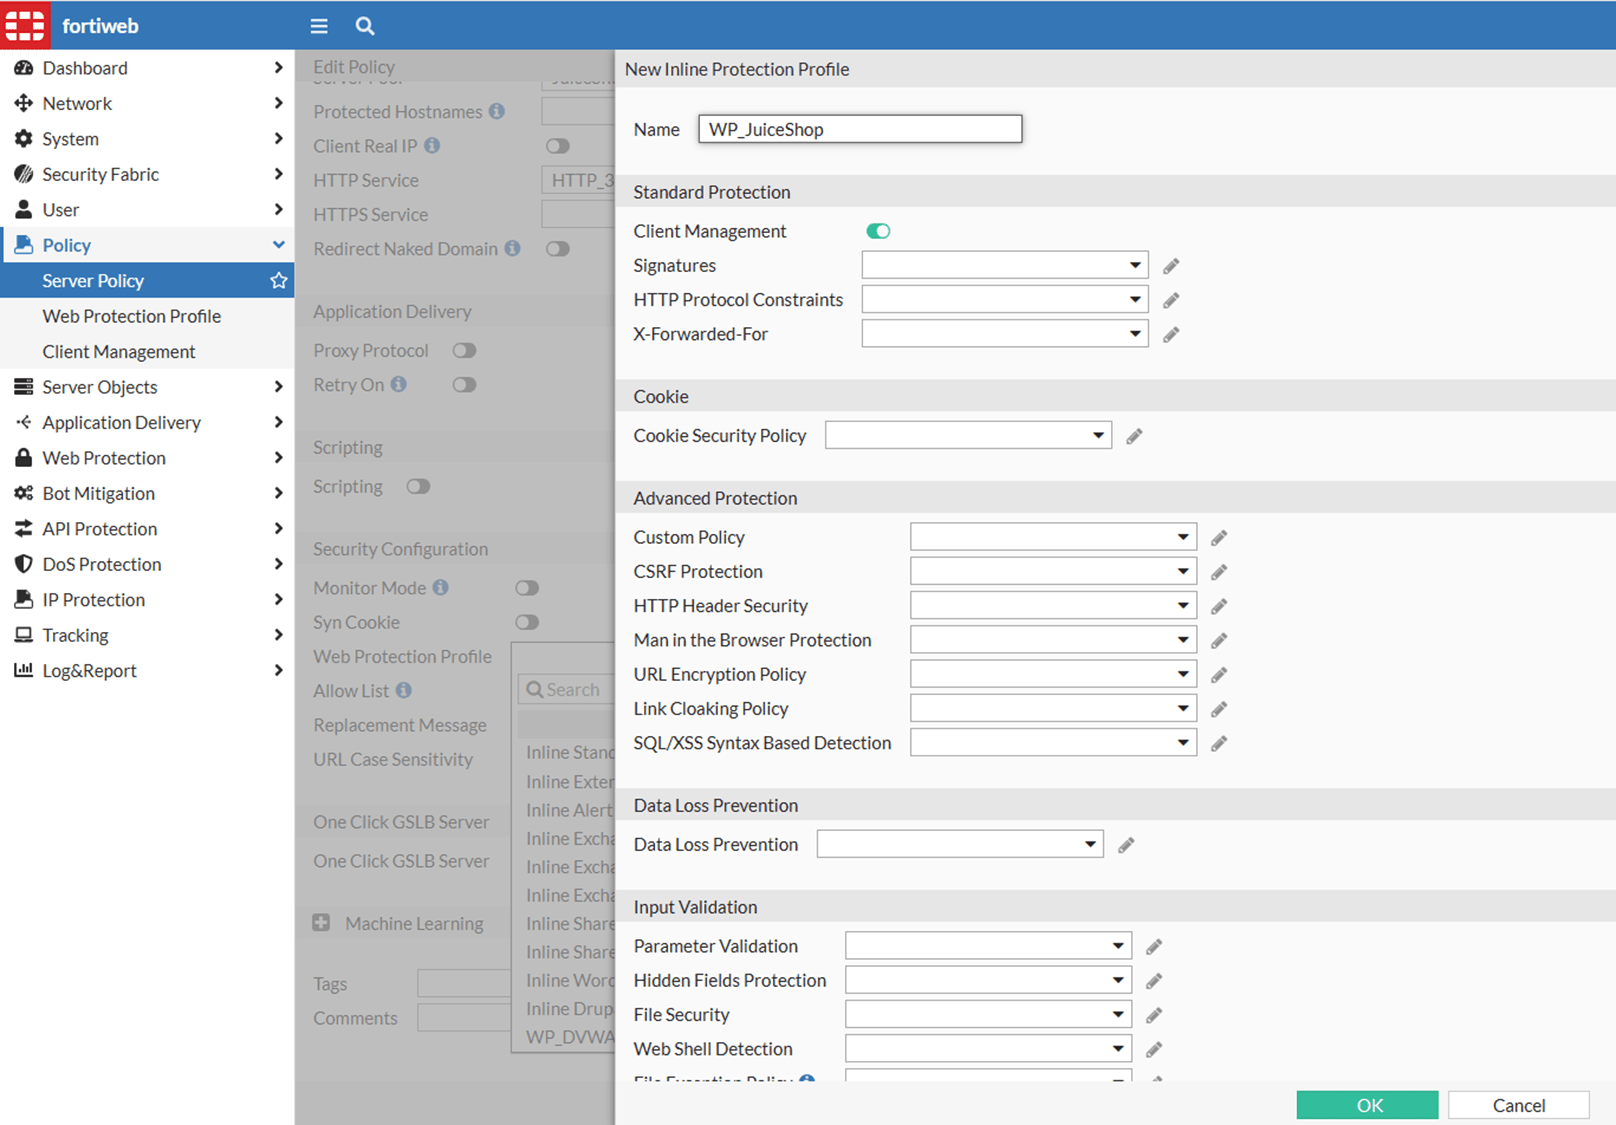 fortiweb
Dashboard
Network
System
Security Fabric
User
Policy
Server Policy
Web Protection Profile
Client Management
Server Objects
Application Delivery
Web Protection
Bot Mitigation
API Protection
DoS Protection
IP Protection
Tracking
Log&Report
Edit Policy
Protected Hostnames
Client Real IP
HTTP Service HTTP_3
HTTPS Service
Redirect Naked Domain
Application Delivery
Proxy Protocol
Retry On
Scripting
Scripting
Security Configuration
Monitor Mode
Syn Cookie
Web Protection Profile
Allow List
Replacement Message
URL Case Sensitivity
Search
Inline Stand
Inline Exter
Inline Alert
Inline Excha
Inline Excha
Inline Excha
Inline Share
Inline Share
Inline Word
Inline Drup
WP_DVWA
One Click GSLB Server
One Click GSLB Server
Machine Learning
Tags
Comments
New Inline Protection Profile
Name WP_JuiceShop
Standard Protection
Client Management
Signatures
HTTP Protocol Constraints
X-Forwarded-For
Cookie
Cookie Security Policy
Advanced Protection
Custom Policy
CSRF Protection
HTTP Header Security
Man in the Browser Protection
URL Encryption Policy
Link Cloaking Policy
SQL/XSS Syntax Based Detection
Data Loss Prevention
Data Loss Prevention
Input Validation
Parameter Validation
Hidden Fields Protection
File Security
Web Shell Detection
OK Cancel